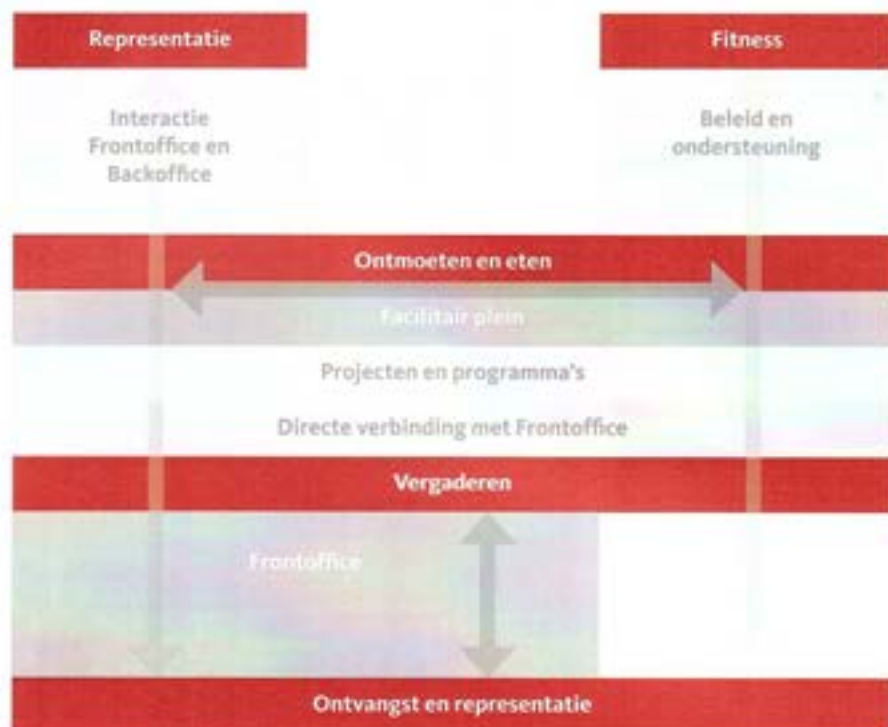 Representatie
Fitness
Interactie
Frontoffice en
Backoffice
Beleid en
ondersteuning
Ontmoeten en eten
Facilitair plein
Projecten en programma's
Directe verbinding met Frontoffice
Vergaderen
Frontoffice
Ontvangst en representatie